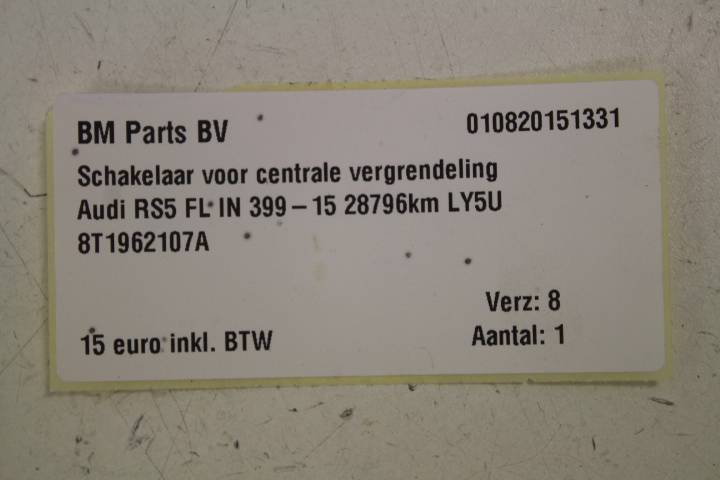 BM Parts BV 010820151331
Schakelaar voor centrale vergrendeling
Audi RS5 FL IN 399 – 15 28796km LY5U
8T1962107A
Verz: 8
15 euro inkl. BTW Aantal: 1